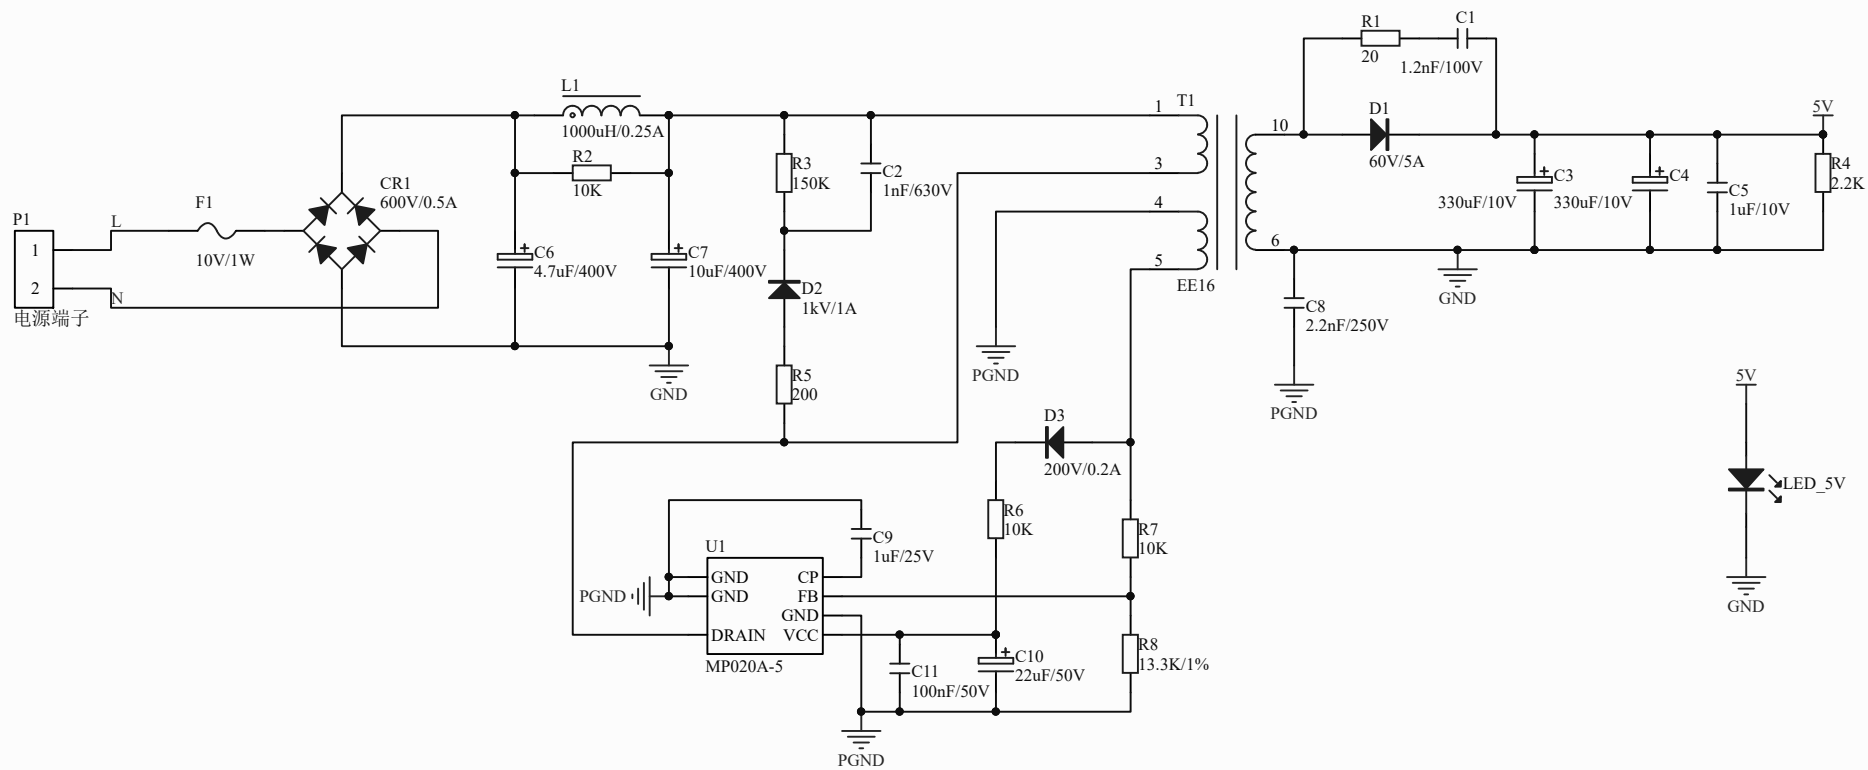 P1
1
2
电源端子
L
N
F1
10V/1W
CR1
600V/0.5A
L1
1000uH/0.25A
R2
10K
C6
4.7uF/400V
C7
10uF/400V
GND
R3
150K
C2
1nF/630V
D2
1kV/1A
R5
200
1
T1
3
4
5
EE16
10
6
PGND
R1
20
C1
1.2nF/100V
D1
60V/5A
C3
330uF/10V
C4
330uF/10V
C5
1uF/10V
5V
R4
2.2K
GND
C8
2.2nF/250V
PGND
5V
LED_5V
GND
D3
200V/0.2A
R6
10K
R7
10K
R8
13.3K/1%
C9
1uF/25V
U1
GND
GND
DRAIN
CP
FB
GND
VCC
MP020A-5
PGND
C11
100nF/50V
C10
22uF/50V
PGND